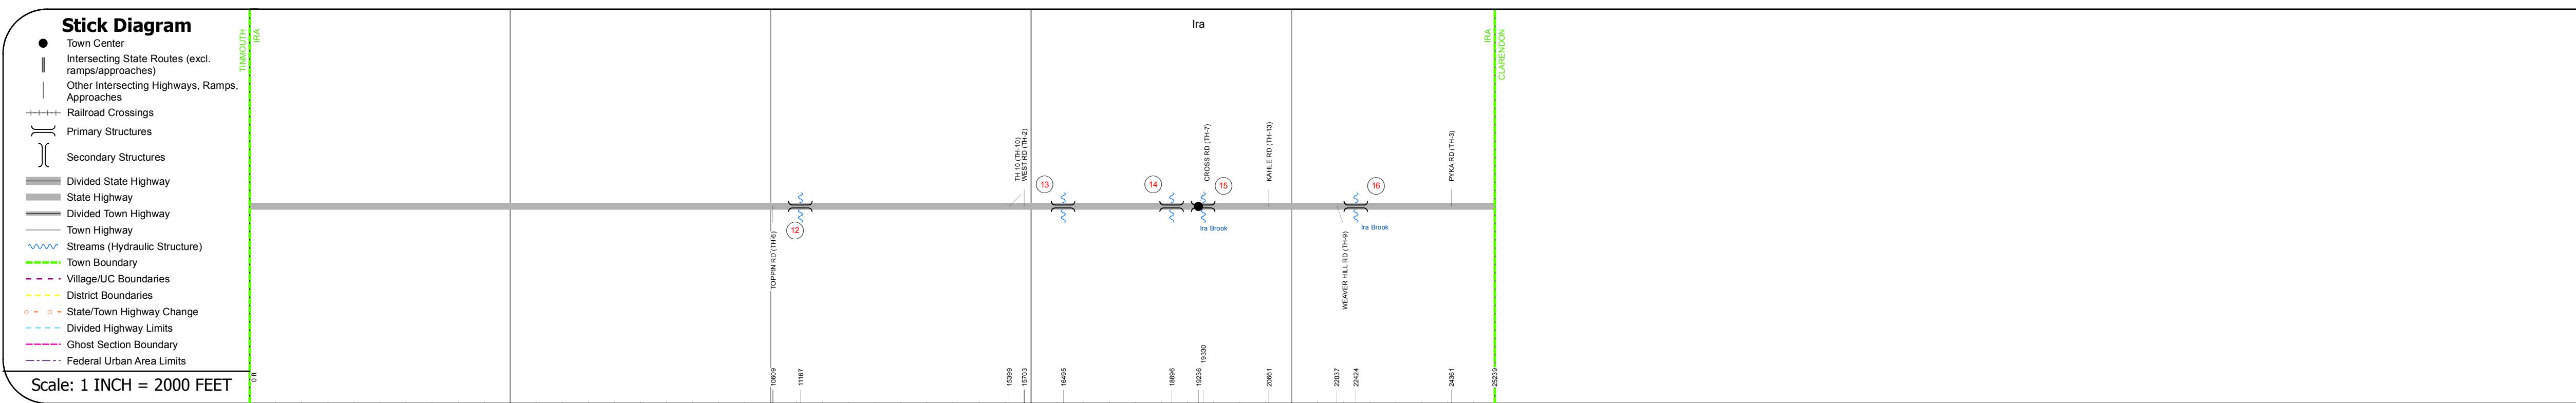 Stick Diagram
Town Center
Intersecting State Routes (excl.
ramps/approaches)
Other Intersecting Highways, Ramps,
Approaches
Railroad Crossings
Primary Structures
Secondary Structures
Divided State Highway
State Highway
Divided Town Highway
Town Highway
Streams (Hydraulic Structure)
Town Boundary
Village/UC Boundaries
District Boundaries
State/Town Highway Change
Divided Highway Limits
Ghost Section Boundary
Federal Urban Area Limits
Scale: 1 INCH = 2000 FEET
TINMOUTH
IRA
Ira
IRA
CLARENDON
TOPPIN RD (TH-6)
12
TH 10 (TH-10)
WEST RD (TH-2)
13
14
CROSS RD (TH-7)
15
Ira Brook
KAHLE RD (TH-13)
WEAVER HILL RD (TH-9)
16
Ira Brook
PYKA RD (TH-3)
0 ft
10609
11167
15399
15703
16495
18696
19236
19330
20661
22037
22424
24361
25239